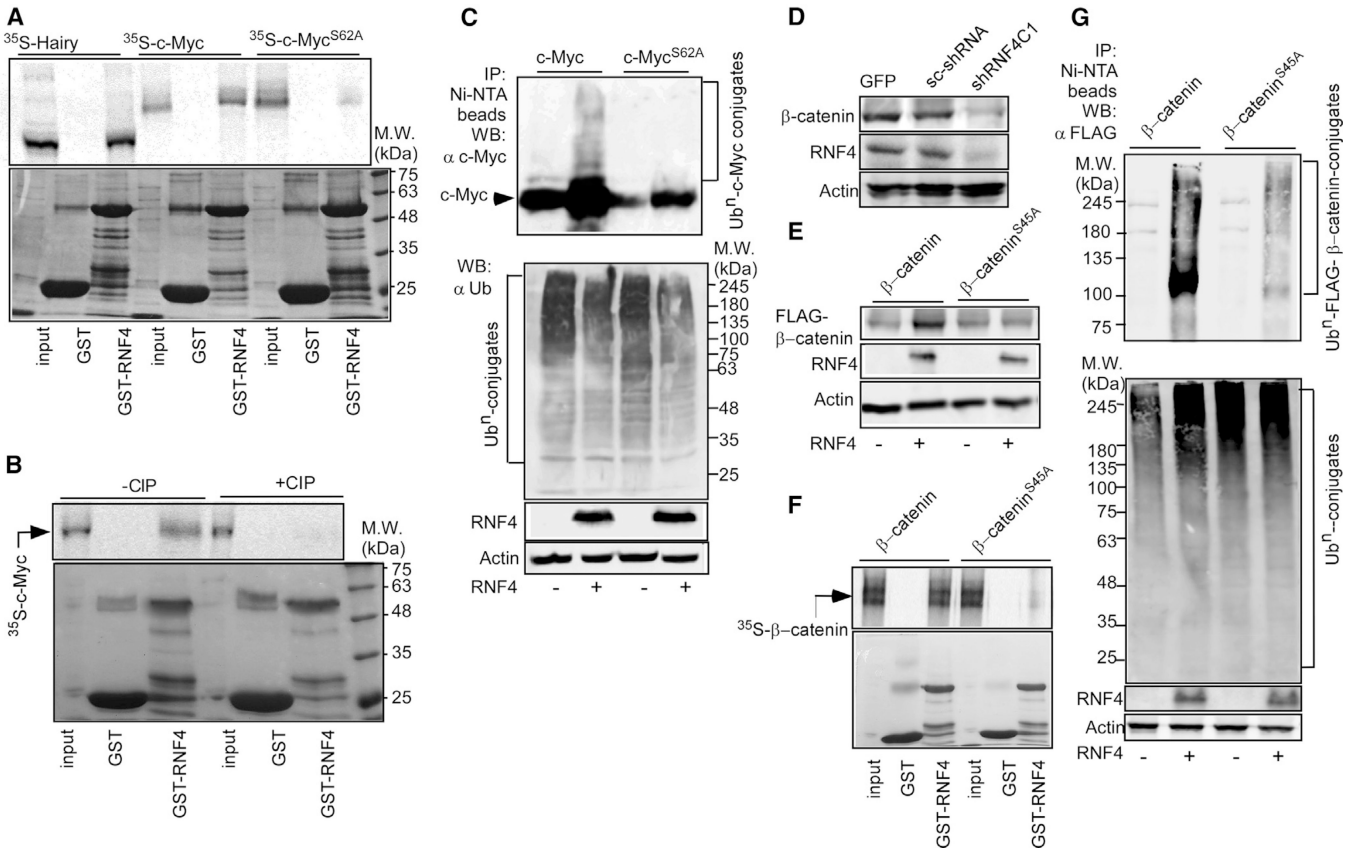 A
³⁵S-Hairy
³⁵S-c-Myc
³⁵S-c-Myc^S62A
M.W.
(kDa)
75
63
48
35
25
input
GST
GST-RNF4
input
GST
GST-RNF4
input
GST
GST-RNF4
B
-CIP
+CIP
³⁵S-c-Myc
M.W.
(kDa)
75
63
48
35
25
input
GST
GST-RNF4
input
GST
GST-RNF4
C
IP:
Ni-NTA
beads
WB:
α c-Myc
c-Myc
c-Myc^S62A
c-Myc
Ub^n-c-Myc conjugates
WB:
α Ub
Ub^n-conjugates
M.W.
(kDa)
245
180
135
100
75
63
48
35
25
RNF4
Actin
RNF4 - + - +
D
GFP
sc-shRNA
shRNF4C1
β-catenin
RNF4
Actin
E
β-catenin
β-catenin^S45A
FLAG-
β-catenin
RNF4
Actin
RNF4 - + - +
F
β-catenin
β-catenin^S45A
³⁵S-β-catenin
input
GST
GST-RNF4
input
GST
GST-RNF4
G
IP:
Ni-NTA
beads
WB:
α FLAG
β-catenin
β-catenin^S45A
M.W.
(kDa)
245
180
135
100
75
Ub^n-FLAG- β-catenin-conjugates
M.W.
(kDa)
245
180
135
100
75
63
48
35
25
Ub^n--conjugates
RNF4
Actin
RNF4 - + - +